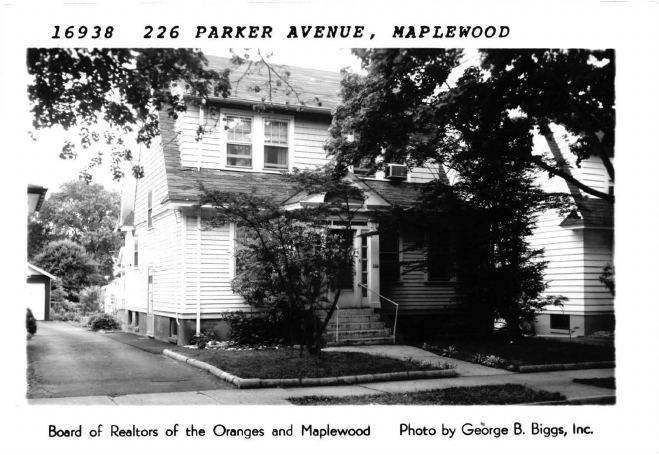 16938 226 PARKER AVENUE, MAPLEWOOD
Board of Realtors of the Oranges and Maplewood Photo by George B. Biggs, Inc.